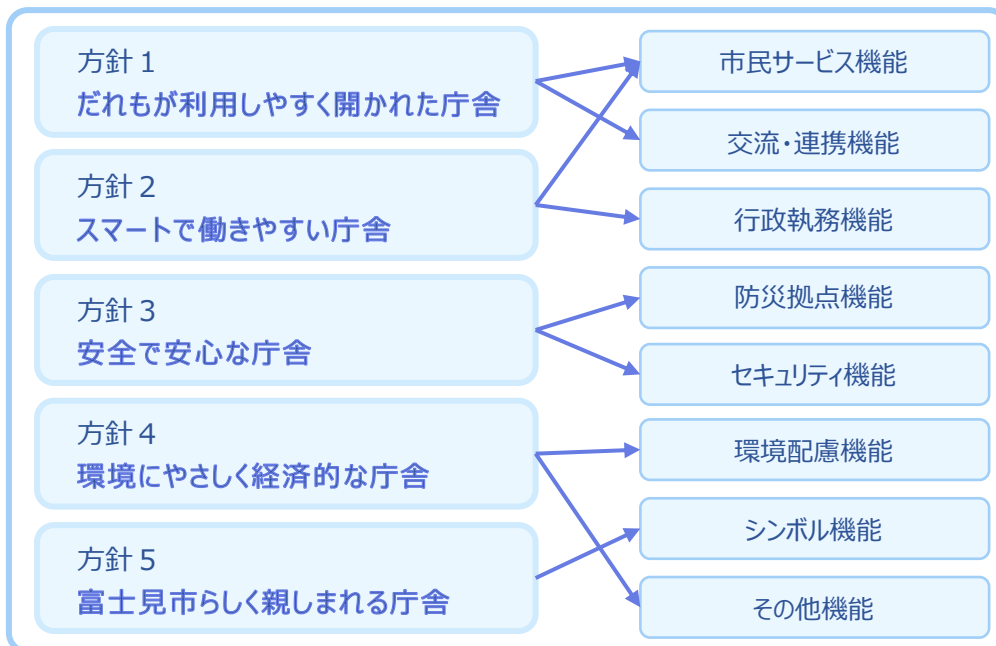 方針１
だれもが利用しやすく開かれた庁舎
方針２
スマートで働きやすい庁舎
方針３
安全で安心な庁舎
方針４
環境にやさしく経済的な庁舎
方針５
富士見市らしく親しまれる庁舎
市民サービス機能
交流・連携機能
行政執務機能
防災拠点機能
セキュリティ機能
環境配慮機能
シンボル機能
その他機能